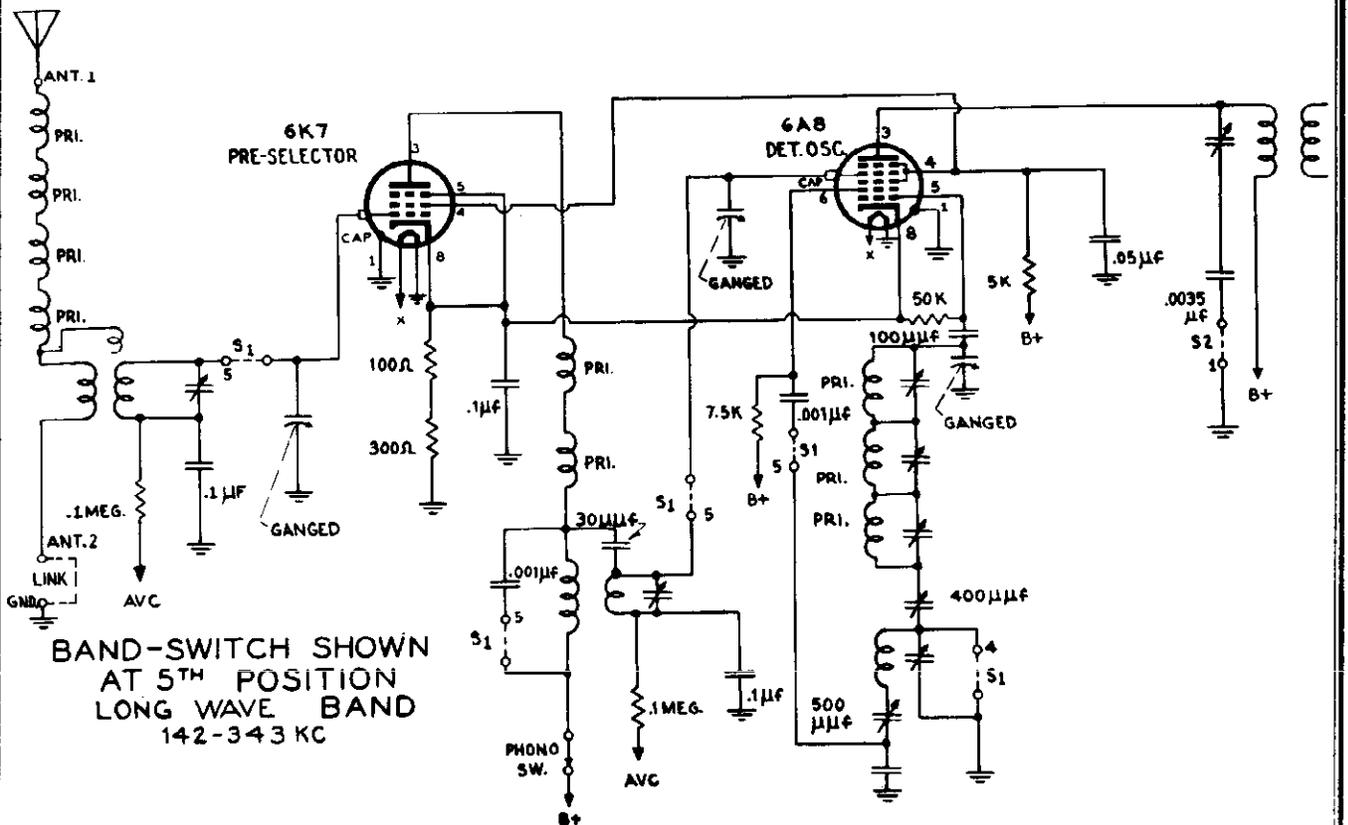 ANT. 1
PRI.
PRI.
PRI.
PRI.
6K7
PRE-SELECTOR
3
5
4
CAP
1
8
X
S1
5
100Ω
300Ω
.1µf
.1 µF
.1MEG.
GANGED
AVC
ANT.2
LINK
GND.
6A8
DET. OSC.
3
4
CAP
5
6
1
8
X
GANGED
50K
5K
B+
.05µf
.0035
µf
S2
1
B+
100µµf
PRI.
PRI.
PRI.
GANGED
7.5K
.001µf
S1
5
B+
PRI.
PRI.
S1
5
30µµf
.001µf
5
S1
.1MEG
.1µf
AVC
PHONO
SW.
B+
400µµf
4
S1
500
µµf
BAND-SWITCH SHOWN
AT 5TH POSITION
LONG WAVE BAND
142-343 KC